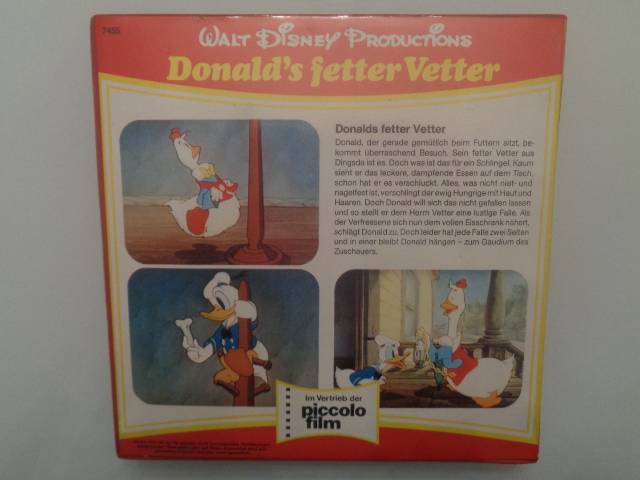 7455
WALT DISNEY PRODUCTIONS
Donald's fetter Vetter
Donalds fetter Vetter
Donald, der gerade gemütlich beim Futtern sitzt, be-
kommt überraschend Besuch. Sein fetter Vetter aus
Dingsda ist es. Doch was ist das für ein Schlingel. Kaum
sieht er das leckere, dampfende Essen auf dem Tisch,
schon hat er es verschluckt. Alles, was nicht niet- und
nagelfest ist, verschlingt der ewig Hungrige mit Haut und
Haaren. Doch Donald will sich das nicht gefallen lassen
und so stellt er dem Herrn Vetter eine lustige Falle. Als
der Verfressene sich nun dem vollen Eisschrank nähert,
schlägt Donald zu. Doch leider hat jede Falle zwei Seiten
und in einer bleibt Donald hängen – zum Gaudium des
Zuschauers.
Im Vertrieb der
piccolo
film